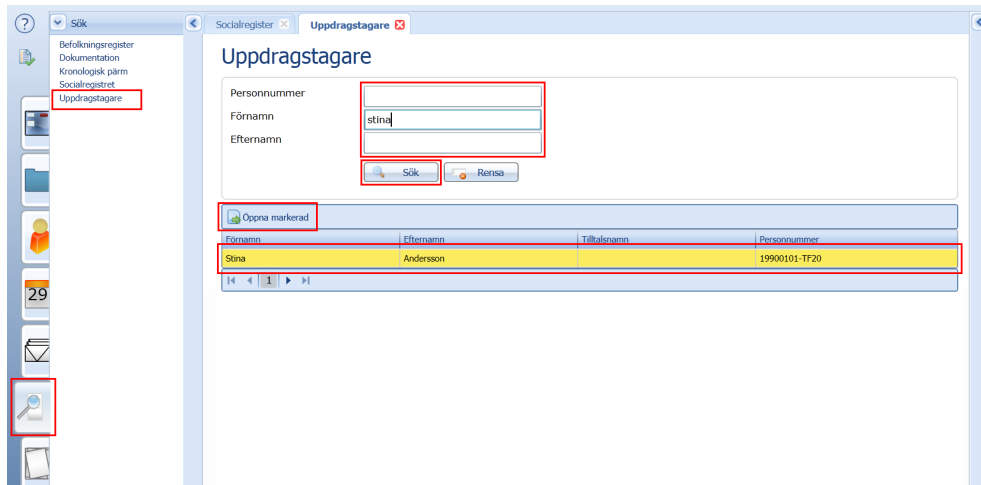 Sök
Befolkningsregister
Dokumentation
Kronologisk pärm
Socialregistret
Uppdragstagare
29
Socialregister
Uppdragstagare
Uppdragstagare
Personnummer
Förnamn
stina
Efternamn
Sök
Rensa
Öppna markerad
Förnamn Efternamn Tilltalsnamn Personnummer
Stina Andersson 19900101-TF20
1